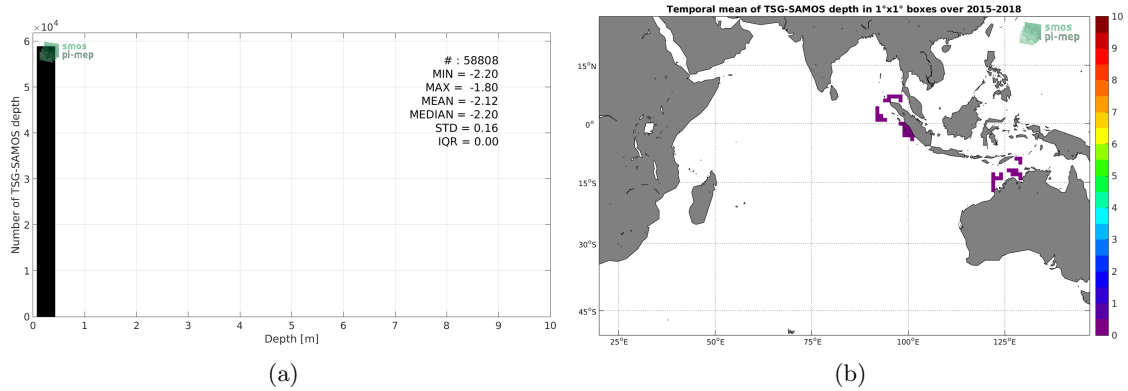 ×10⁴
6
5
4
3
2
1
0
Number of TSG-SAMOS depth
smos
pi-mep
# : 58808
MIN = -2.20
MAX = -1.80
MEAN = -2.12
MEDIAN = -2.20
STD = 0.16
IQR = 0.00
0 1 2 3 4 5 6 7 8 9 10
Depth [m]
(a)
Temporal mean of TSG-SAMOS depth in 1°x1° boxes over 2015-2018
smos
pi-mep
15°N
0°
15°S
30°S
45°S
25°E 50°E 75°E 100°E 125°E
10
9
8
7
6
5
4
3
2
1
0
(b)